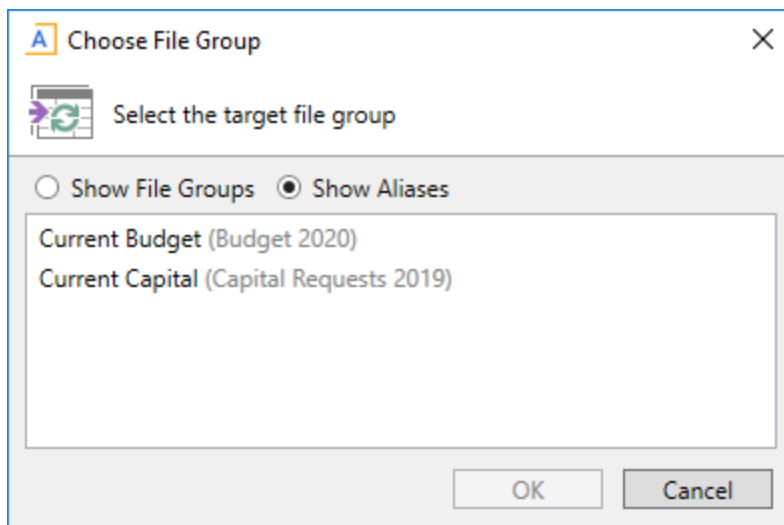 A Choose File Group
Select the target file group
Show File Groups Show Aliases
Current Budget (Budget 2020)
Current Capital (Capital Requests 2019)
OK Cancel